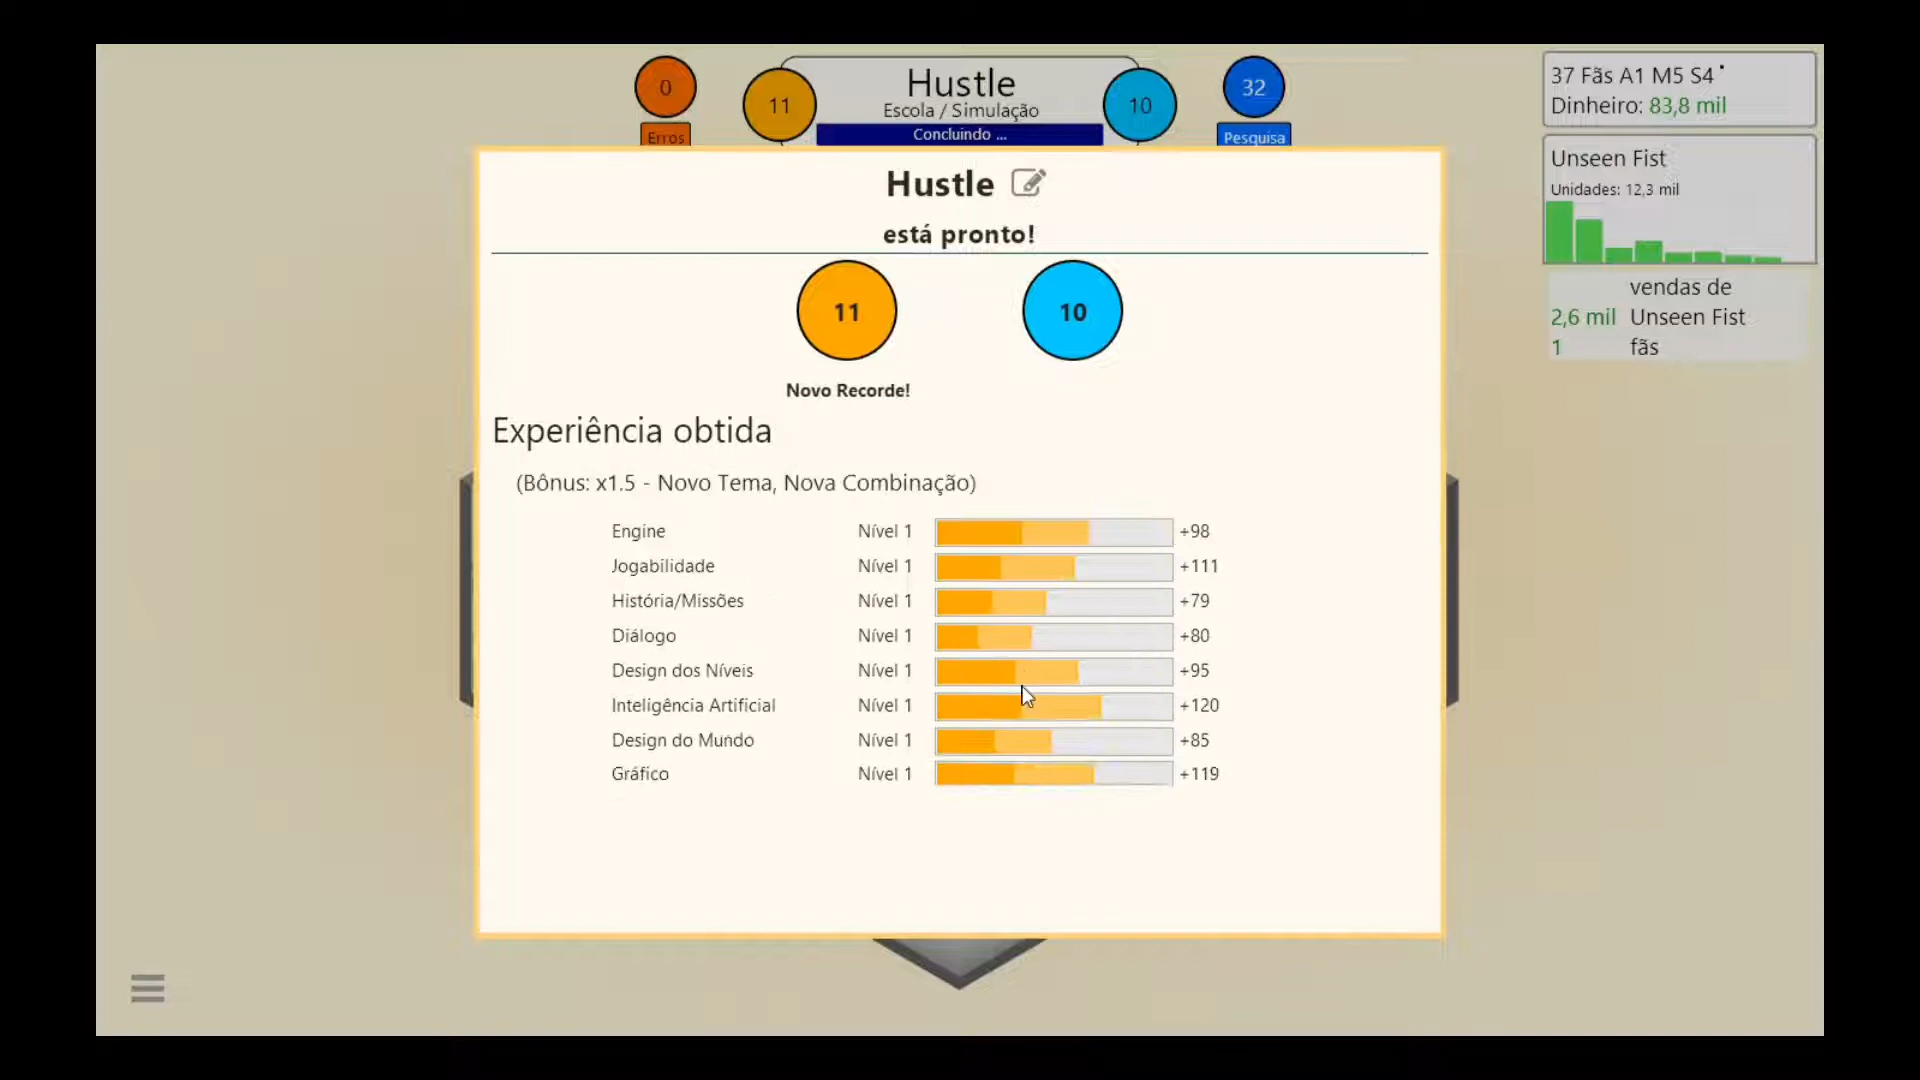 0
11
Hustle
Escola / Simulação
Concluindo ...
10
32
Erros
Pesquisa
37 Fãs A1 M5 S4
Dinheiro: 83,8 mil
Unseen Fist
Unidades: 12,3 mil
vendas de
2,6 mil Unseen Fist
1 fãs
Hustle
está pronto!
11
10
Novo Recorde!
Experiência obtida
(Bônus: x1.5 - Novo Tema, Nova Combinação)
Engine Nível 1 +98
Jogabilidade Nível 1 +111
História/Missões Nível 1 +79
Diálogo Nível 1 +80
Design dos Níveis Nível 1 +95
Inteligência Artificial Nível 1 +120
Design do Mundo Nível 1 +85
Gráfico Nível 1 +119